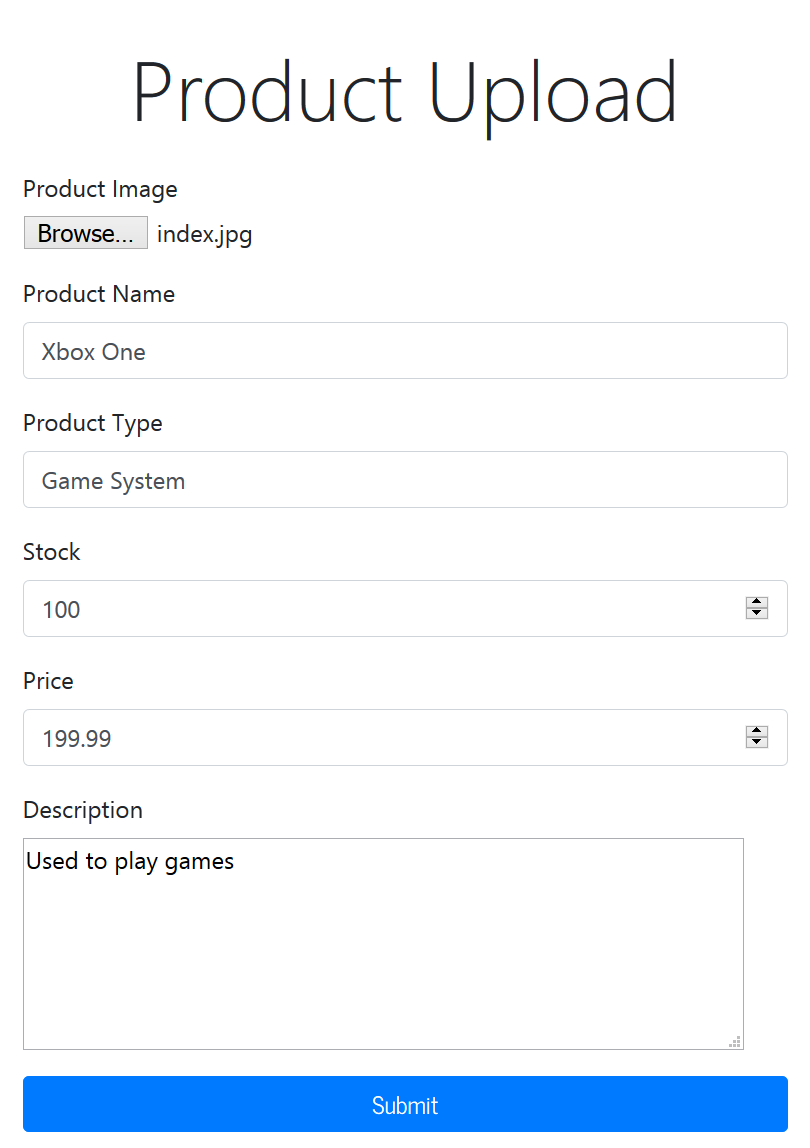 Product Upload
Product Image
Browse... index.jpg
Product Name
Xbox One
Product Type
Game System
Stock
100
Price
199.99
Description
Used to play games
Submit